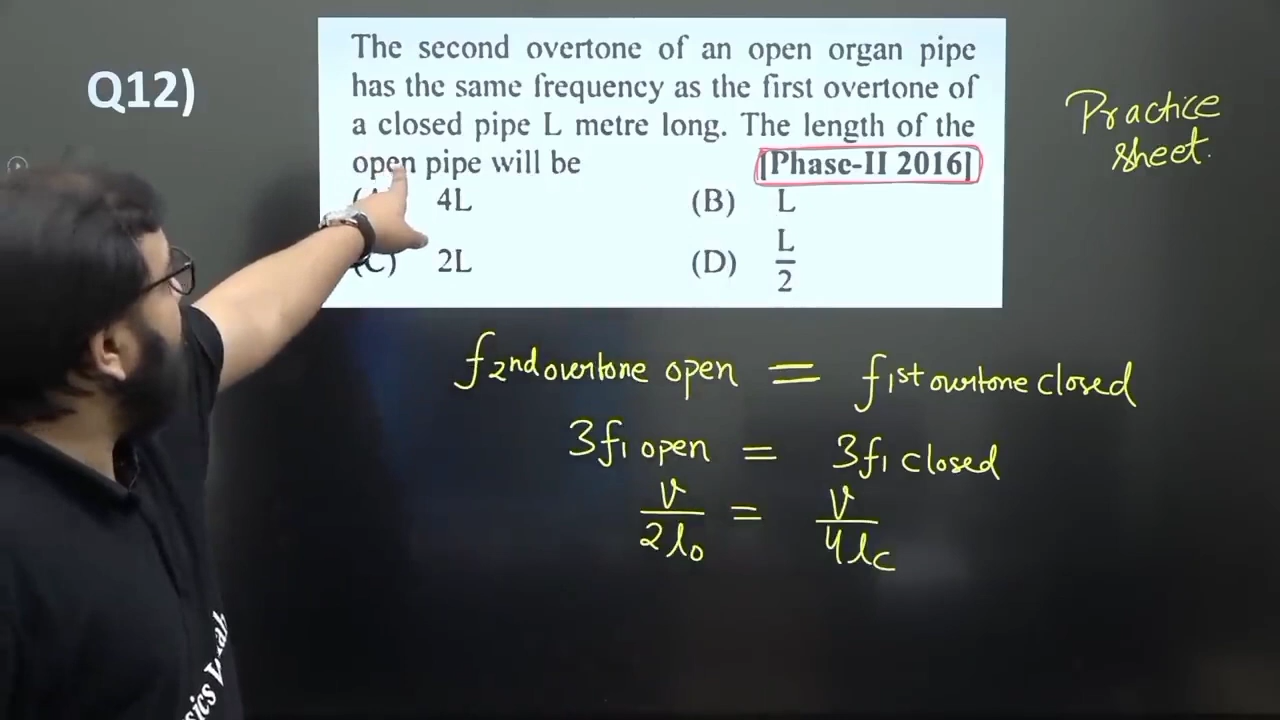 Q12)
The second overtone of an open organ pipe
has the same frequency as the first overtone of
a closed pipe L metre long. The length of the
open pipe will be [Phase-II 2016]
4L (B) L
(C) 2L (D) L/2
Practice
sheet.
f2nd overtone open = f1st overtone closed
3f1 open = 3f1 closed
v/2l0 = v/4lc